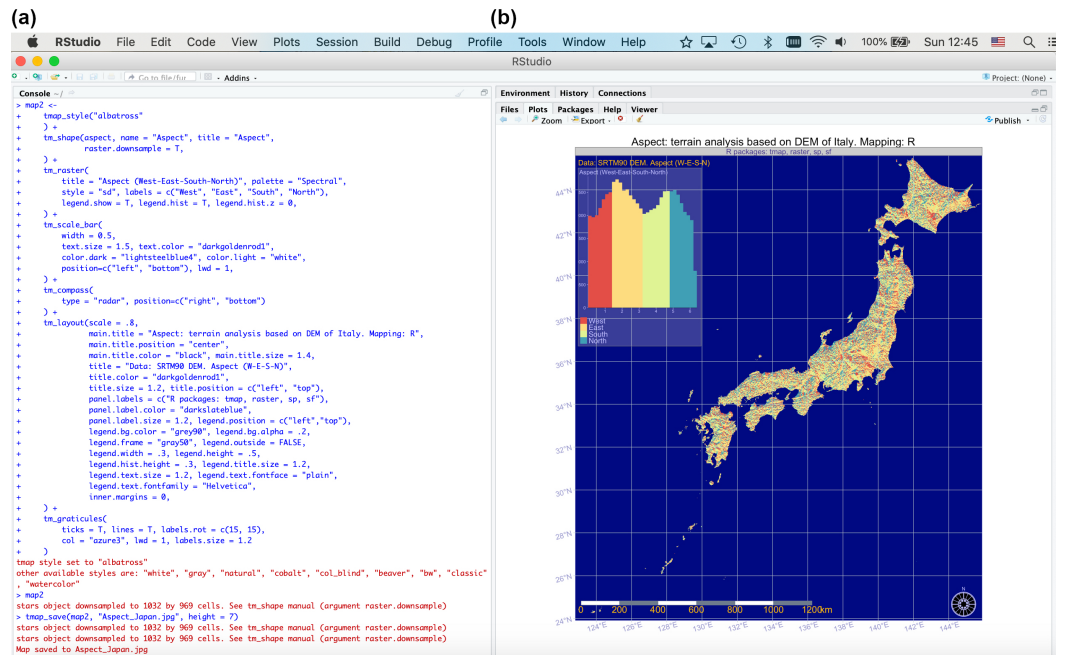 (a) (b)
RStudio File Edit Code View Plots Session Build Debug Profile Tools Window Help 100% Sun 12:45
RStudio
Go to file/fur Addins Project: (None)
Console ~/
> map2 <-
+ tmap_style("albatross"
+ ) +
+ tm_shape(aspect, name = "Aspect", title = "Aspect",
+ raster.downsample = T,
+ ) +
+ tm_raster(
+ title = "Aspect (West-East-South-North)", palette = "Spectral",
+ style = "sd", labels = c("West", "East", "South", "North"),
+ legend.show = T, legend.hist = T, legend.hist.z = 0,
+ ) +
+ tm_scale_bar(
+ width = 0.5,
+ text.size = 1.5, text.color = "darkgoldenrod1",
+ color.dark = "lightsteelblue4", color.light = "white",
+ position=c("left", "bottom"), lwd = 1,
+ ) +
+ tm_compass(
+ type = "radar", position=c("right", "bottom")
+ ) +
+ tm_layout(scale = .8,
+ main.title = "Aspect: terrain analysis based on DEM of Italy. Mapping: R",
+ main.title.position = "center",
+ main.title.color = "black", main.title.size = 1.4,
+ title = "Data: SRTM90 DEM. Aspect (W-E-S-N)",
+ title.color = "darkgoldenrod1",
+ title.size = 1.2, title.position = c("left", "top"),
+ panel.labels = c("R packages: tmap, raster, sp, sf"),
+ panel.label.color = "darkslateblue",
+ panel.label.size = 1.2, legend.position = c("left","top"),
+ legend.bg.color = "grey90", legend.bg.alpha = .2,
+ legend.frame = "gray50", legend.outside = FALSE,
+ legend.width = .3, legend.height = .5,
+ legend.hist.height = .3, legend.title.size = 1.2,
+ legend.text.size = 1.2, legend.text.fontface = "plain",
+ legend.text.fontfamily = "Helvetica",
+ inner.margins = 0,
+ ) +
+ tm_graticules(
+ ticks = T, lines = T, labels.rot = c(15, 15),
+ col = "azure3", lwd = 1, labels.size = 1.2
+ )
tmap style set to "albatross"
other available styles are: "white", "gray", "natural", "cobalt", "col_blind", "beaver", "bw", "classic"
, "watercolor"
> map2
stars object downsampled to 1032 by 969 cells. See tm_shape manual (argument raster.downsample)
> tmap_save(map2, "Aspect_Japan.jpg", height = 7)
stars object downsampled to 1032 by 969 cells. See tm_shape manual (argument raster.downsample)
stars object downsampled to 1032 by 969 cells. See tm_shape manual (argument raster.downsample)
Map saved to Aspect_Japan.jpg
Environment History Connections
Files Plots Packages Help Viewer
Zoom Export Publish
Aspect: terrain analysis based on DEM of Italy. Mapping: R
R packages: tmap, raster, sp, sf
Data: SRTM90 DEM. Aspect (W-E-S-N)
Aspect (West-East-South-North)
0 1 2 3 4 5 6
West
East
South
North
44°N
42°N
40°N
38°N
36°N
34°N
32°N
30°N
28°N
26°N
24°N
0 200 400 600 800 1000 1200km
N
124°E 126°E 128°E 130°E 132°E 134°E 136°E 138°E 140°E 142°E 144°E